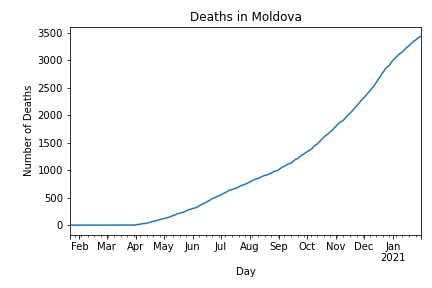 Deaths in Moldova
3500
3000
2500
2000
1500
1000
500
0
Number of Deaths
Feb Mar Apr May Jun Jul Aug Sep Oct Nov Dec Jan
2021
Day